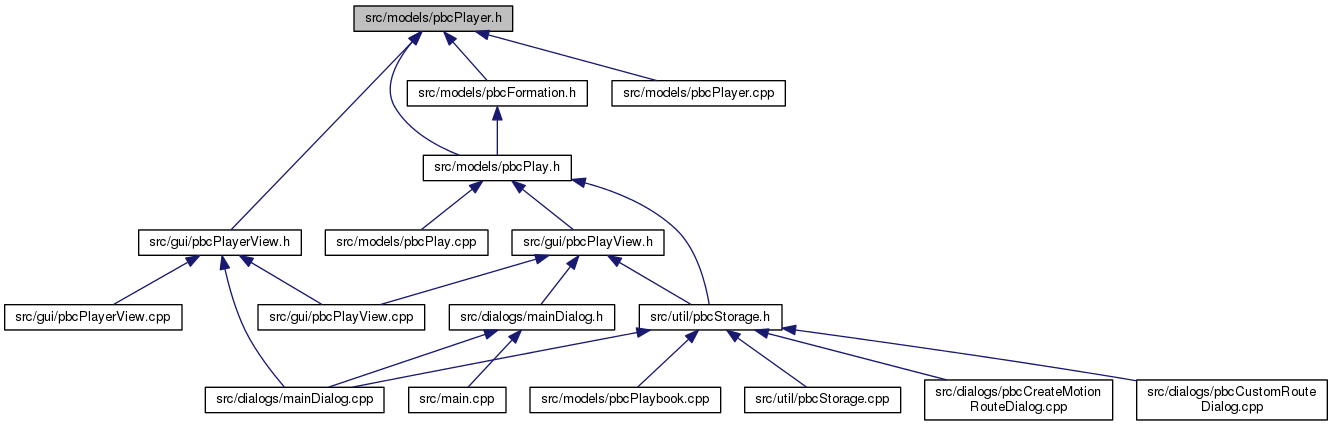 src/models/pbcPlayer.h
src/models/pbcFormation.h
src/models/pbcPlayer.cpp
src/models/pbcPlay.h
src/gui/pbcPlayerView.h
src/models/pbcPlay.cpp
src/gui/pbcPlayView.h
src/gui/pbcPlayerView.cpp
src/gui/pbcPlayView.cpp
src/dialogs/mainDialog.h
src/util/pbcStorage.h
src/dialogs/mainDialog.cpp
src/main.cpp
src/models/pbcPlaybook.cpp
src/util/pbcStorage.cpp
src/dialogs/pbcCreateMotion
RouteDialog.cpp
src/dialogs/pbcCustomRoute
Dialog.cpp